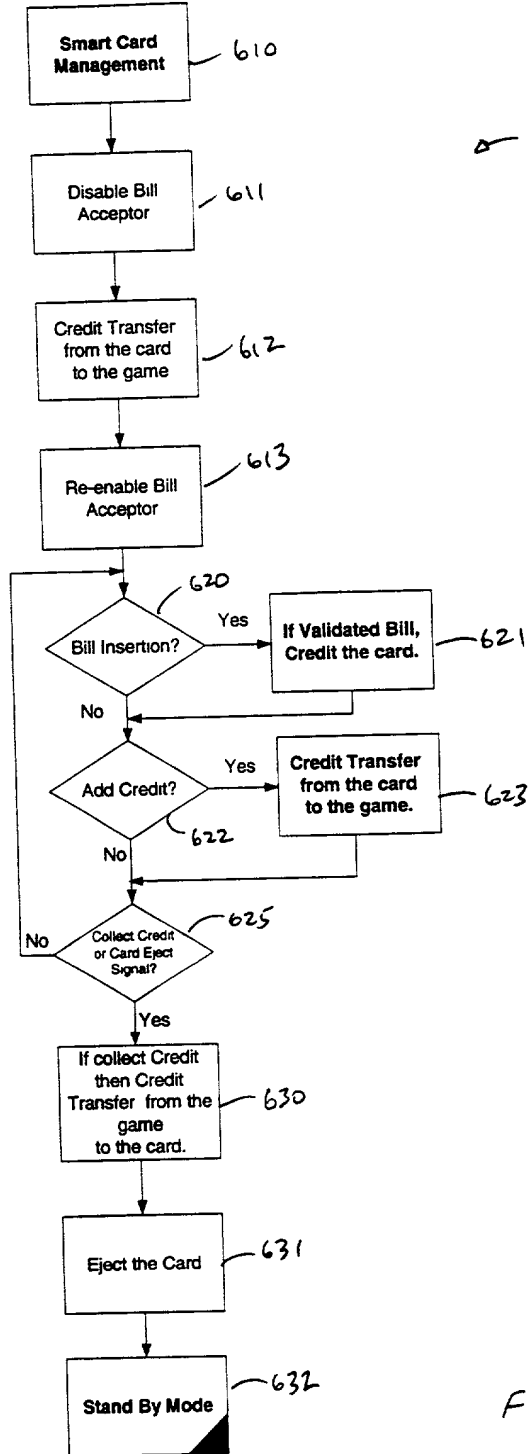 Smart Card
Management
610
Disable Bill
Acceptor
611
Credit Transfer
from the card
to the game
612
Re-enable Bill
Acceptor
613
620
Bill Insertion?
Yes
If Validated Bill,
Credit the card.
621
No
Add Credit?
Yes
Credit Transfer
from the card
to the game.
623
622
No
625
Collect Credit
or Card Eject
Signal?
No
Yes
If collect Credit
then Credit
Transfer from the
game
to the card.
630
Eject the Card
631
Stand By Mode
632
F